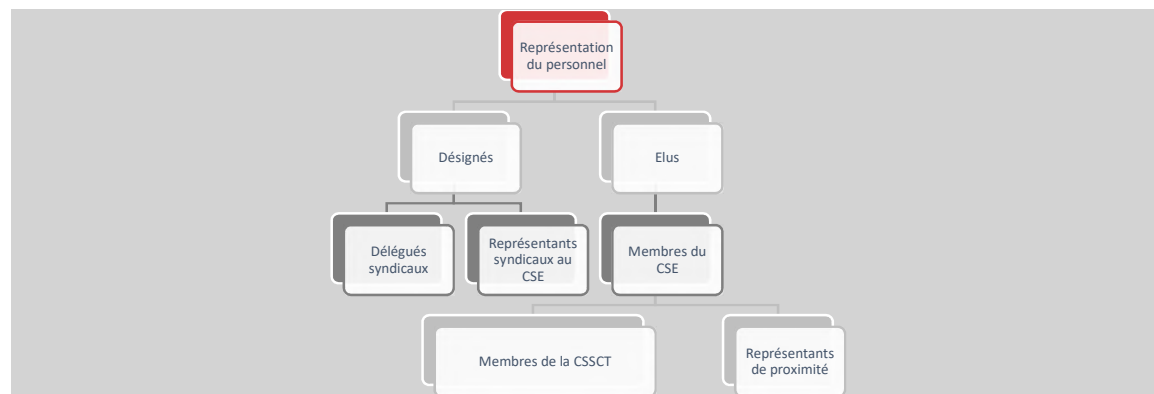 Représentation
du personnel
Désignés
Elus
Délégués
syndicaux
Représentants
syndicaux au
CSE
Membres du
CSE
Membres de la CSSCT
Représentants
de proximité